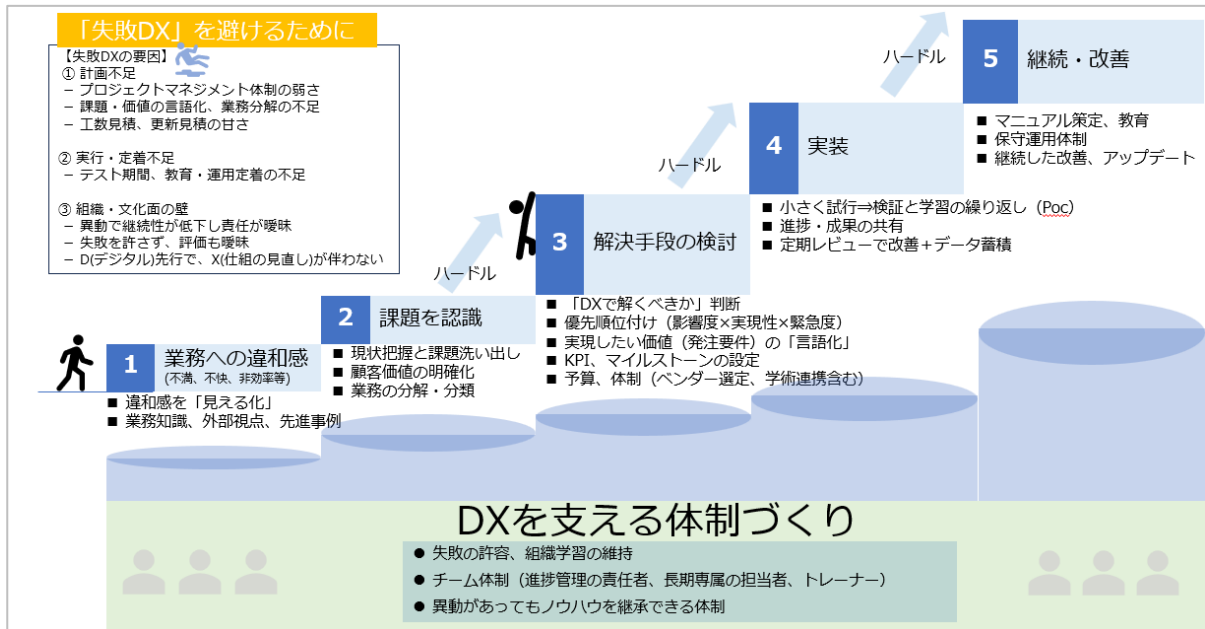 「失敗DX」を避けるために
【失敗DXの要因】
① 計画不足
－ プロジェクトマネジメント体制の弱さ
－ 課題・価値の言語化、業務分解の不足
－ 工数見積、更新見積の甘さ
② 実行・定着不足
－ テスト期間、教育・運用定着の不足
③ 組織・文化面の壁
－ 異動で継続性が低下し責任が曖昧
－ 失敗を許さず、評価も曖昧
－ D(デジタル)先行で、X(仕組の見直し)が伴わない
1 業務への違和感
(不満、不快、非効率等)
■ 違和感を「見える化」
■ 業務知識、外部視点、先進事例
2 課題を認識
■ 現状把握と課題洗い出し
■ 顧客価値の明確化
■ 業務の分解・分類
ハードル
3 解決手段の検討
■ 「DXで解くべきか」判断
■ 優先順位付け（影響度×実現性×緊急度）
■ 実現したい価値（発注要件）の「言語化」
■ KPI、マイルストーンの設定
■ 予算、体制（ベンダー選定、学術連携含む）
ハードル
4 実装
■ 小さく試行⇒検証と学習の繰り返し（Poc）
■ 進捗・成果の共有
■ 定期レビューで改善＋データ蓄積
ハードル
5 継続・改善
■ マニュアル策定、教育
■ 保守運用体制
■ 継続した改善、アップデート
DXを支える体制づくり
● 失敗の許容、組織学習の維持
● チーム体制（進捗管理の責任者、長期専属の担当者、トレーナー）
● 異動があってもノウハウを継承できる体制